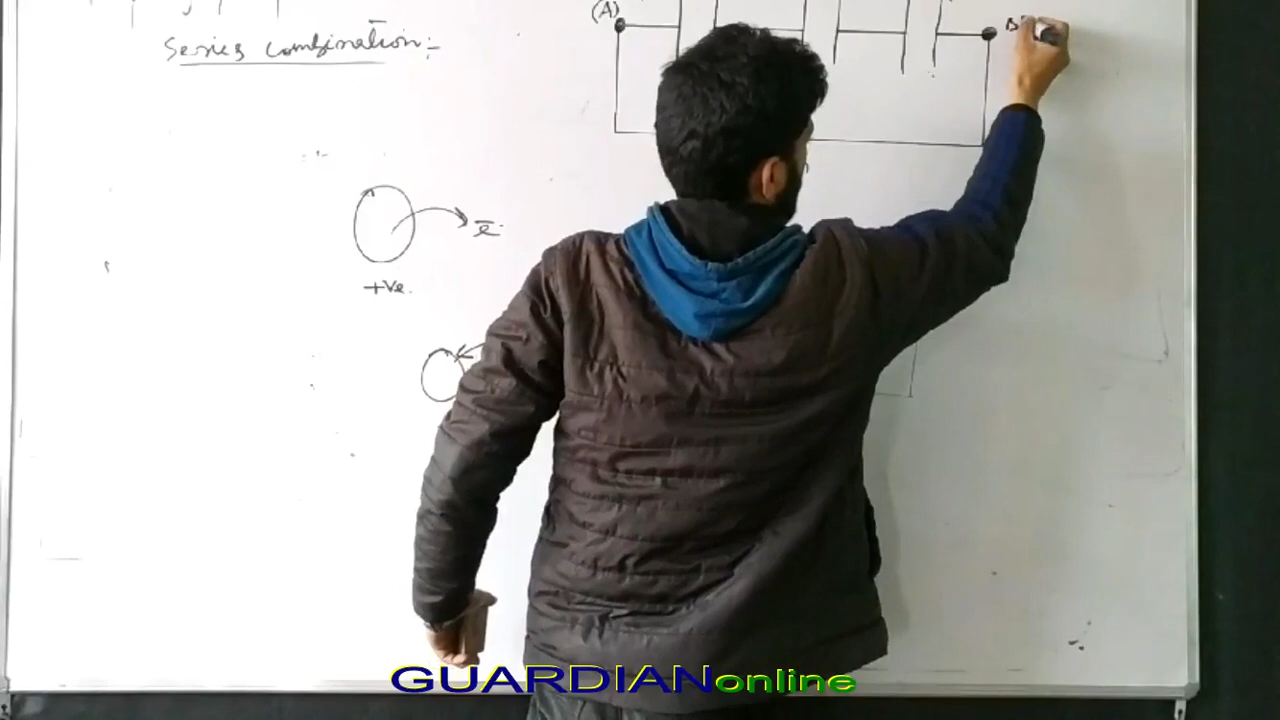 (A)
B
Series Combination:-
e⁻
+ve.
GUARDIANonline